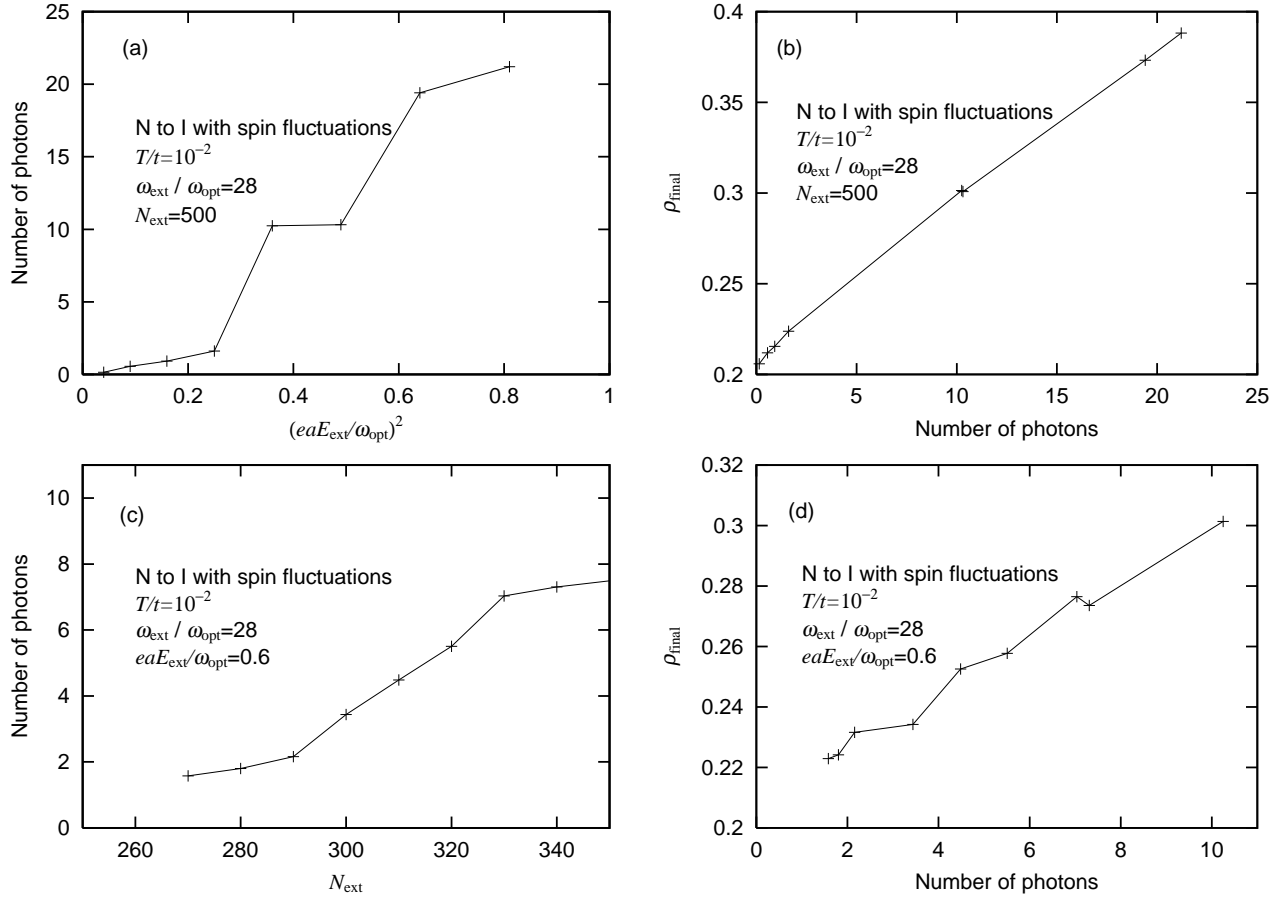 (a)
N to I with spin fluctuations
T/t=10⁻²
ω_ext / ω_opt=28
N_ext=500
Number of photons
25
20
15
10
5
0
0 0.2 0.4 0.6 0.8 1
(eaE_ext/ω_opt)²
(b)
N to I with spin fluctuations
T/t=10⁻²
ω_ext / ω_opt=28
N_ext=500
ρ_final
0.4
0.35
0.3
0.25
0.2
0 5 10 15 20 25
Number of photons
(c)
N to I with spin fluctuations
T/t=10⁻²
ω_ext / ω_opt=28
eaE_ext/ω_opt=0.6
Number of photons
10
8
6
4
2
0
260 280 300 320 340
N_ext
(d)
N to I with spin fluctuations
T/t=10⁻²
ω_ext / ω_opt=28
eaE_ext/ω_opt=0.6
ρ_final
0.32
0.3
0.28
0.26
0.24
0.22
0.2
0 2 4 6 8 10
Number of photons